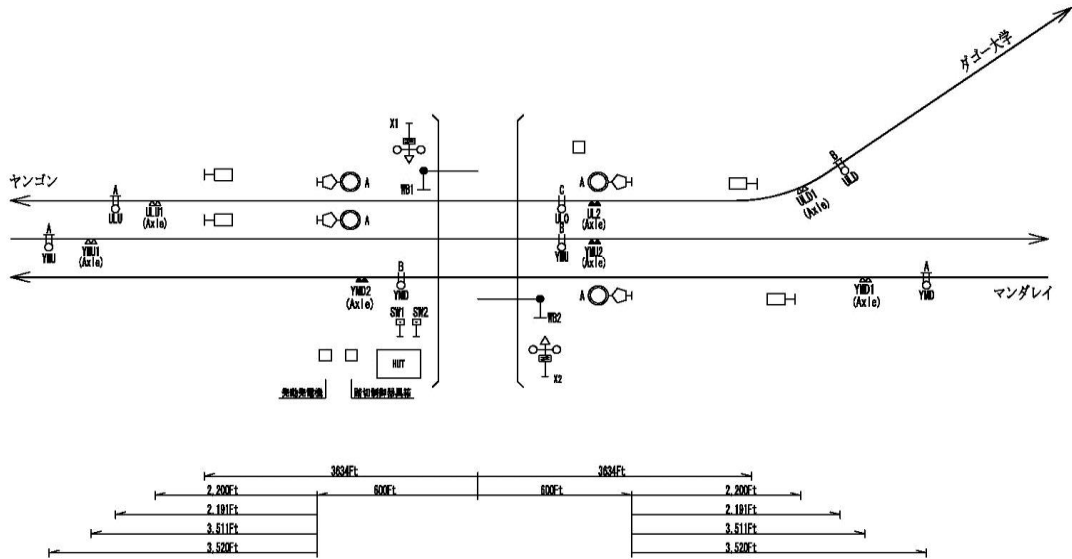 ダゴー大学
X1
ヤンゴン
A
A
B
WB1
ULD
A
C
ULU
ULU1
(Axle)
ULO
UL2
(Axle)
ULD1
(Axle)
A
A
B
YMU
YMU1
(Axle)
YMU
YMU2
(Axle)
B
A
A
YMD2
(Axle)
YMD
YMD1
(Axle)
YMD
マンダレイ
WB2
SW1 SW2
HUT
X2
発動発電機
踏切制御器具箱
3634Ft 3634Ft
2,200Ft 600Ft 600Ft 2,200Ft
2,191Ft 2,191Ft
3,511Ft 3,511Ft
3,520Ft 3,520Ft